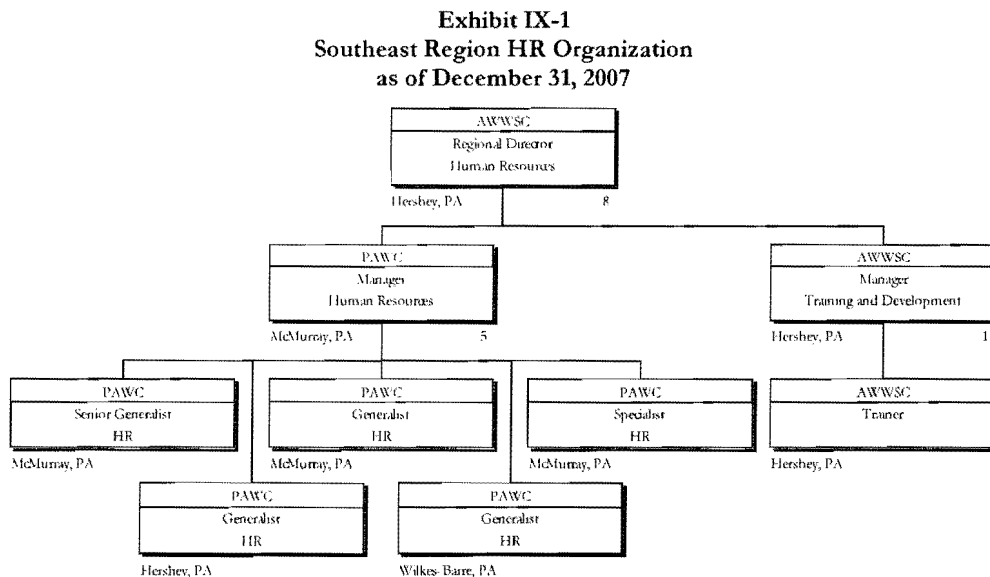 Exhibit IX-1
Southeast Region HR Organization
as of December 31, 2007
AWWSC
Regional Director
Human Resources
Hershey, PA 8
PAWC
Manager
Human Resources
McMurray, PA 5
AWWSC
Manager
Training and Development
Hershey, PA 1
PAWC
Senior Generalist
HR
McMurray, PA
PAWC
Generalist
HR
McMurray, PA
PAWC
Specialist
HR
McMurray, PA
AWWSC
Trainer
Hershey, PA
PAWC
Generalist
HR
Hershey, PA
PAWC
Generalist
HR
Wilkes-Barre, PA